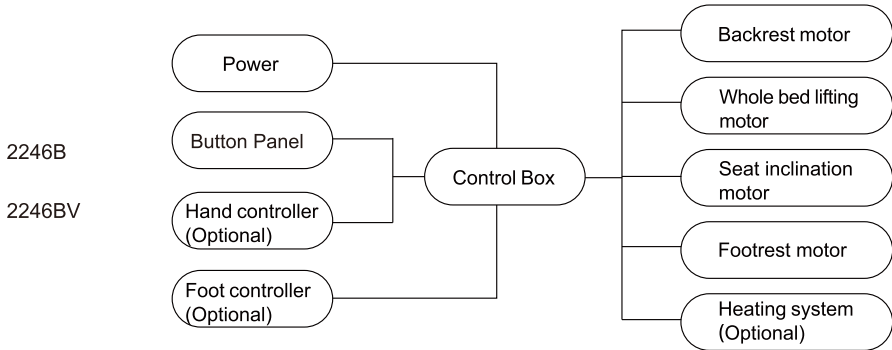 2246B
2246BV
Power
Button Panel
Hand controller
(Optional)
Foot controller
(Optional)
Control Box
Backrest motor
Whole bed lifting
motor
Seat inclination
motor
Footrest motor
Heating system
(Optional)